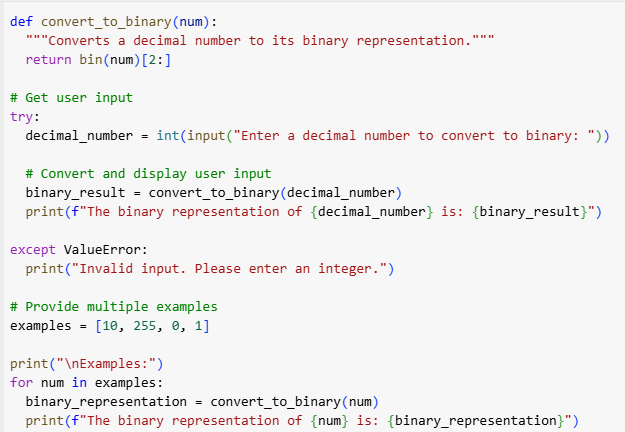 def convert_to_binary(num):
  """Converts a decimal number to its binary representation."""
  return bin(num)[2:]

# Get user input
try:
  decimal_number = int(input("Enter a decimal number to convert to binary: "))

  # Convert and display user input
  binary_result = convert_to_binary(decimal_number)
  print(f"The binary representation of {decimal_number} is: {binary_result}")

except ValueError:
  print("Invalid input. Please enter an integer.")

# Provide multiple examples
examples = [10, 255, 0, 1]

print("\nExamples:")
for num in examples:
  binary_representation = convert_to_binary(num)
  print(f"The binary representation of {num} is: {binary_representation}")